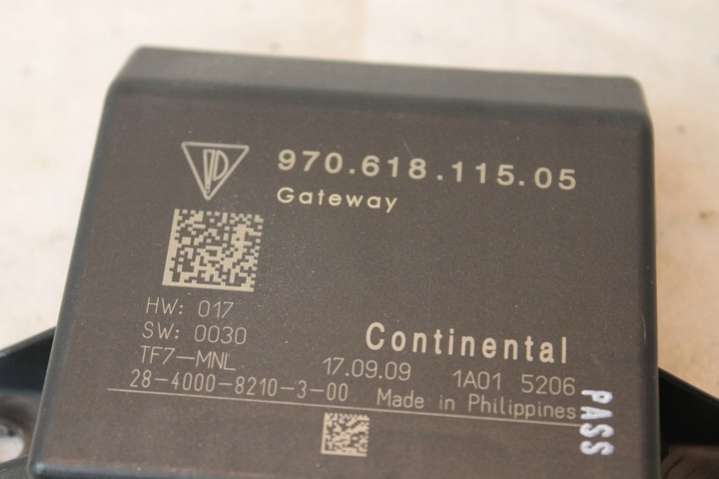 970.618.115.05
Gateway
HW: 017
SW: 0030
TF7-MNL
Continental
17.09.09 1A01 5206
28-4000-8210-3-00 Made in Philippines
PASS